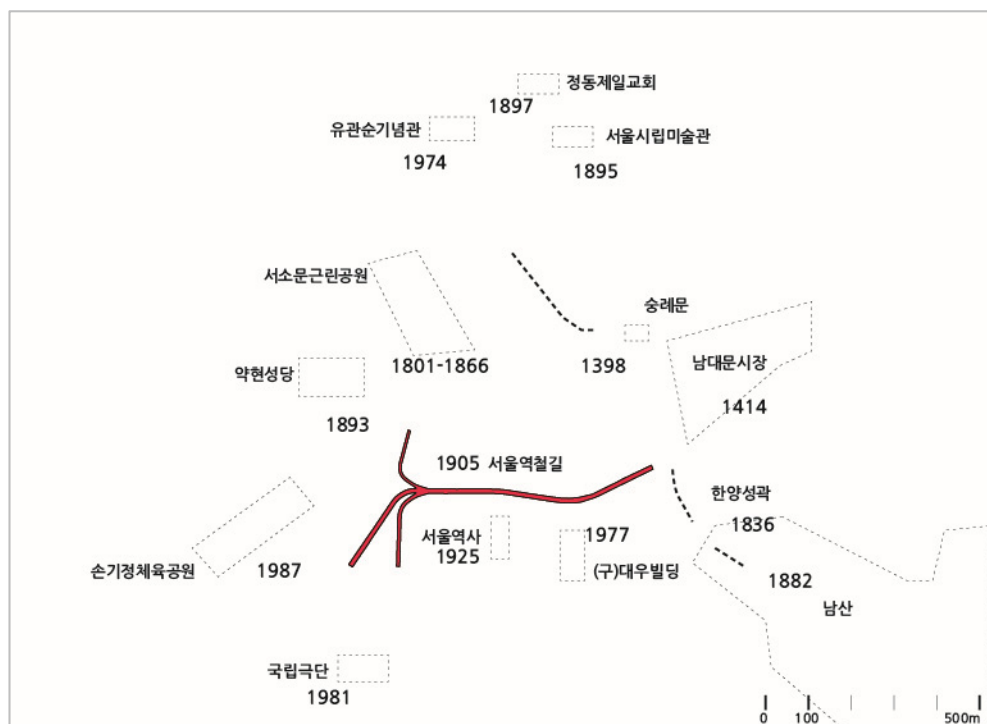 정동제일교회
1897
유관순기념관
서울시립미술관
1974
1895
서소문근린공원
숭례문
1801-1866
1398
남대문시장
약현성당
1414
1893
1905 서울역철길
한양성곽
1836
서울역사
1925
1977
손기정체육공원
1987
(구)대우빌딩
1882
남산
국립극단
1981
0 100 500m